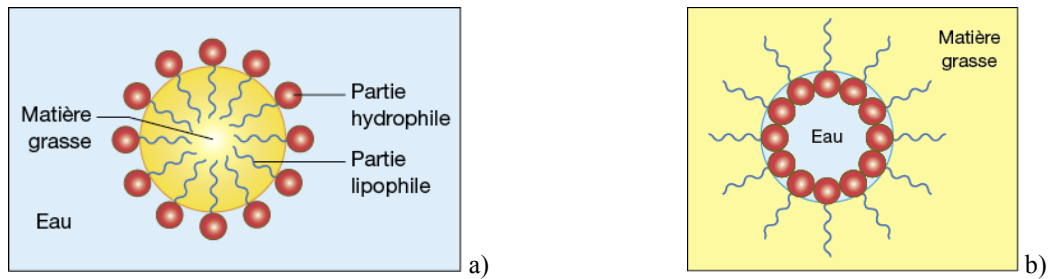 Matière
grasse
Eau
Partie
hydrophile
Partie
lipophile
a)
Matière
grasse
Eau
b)